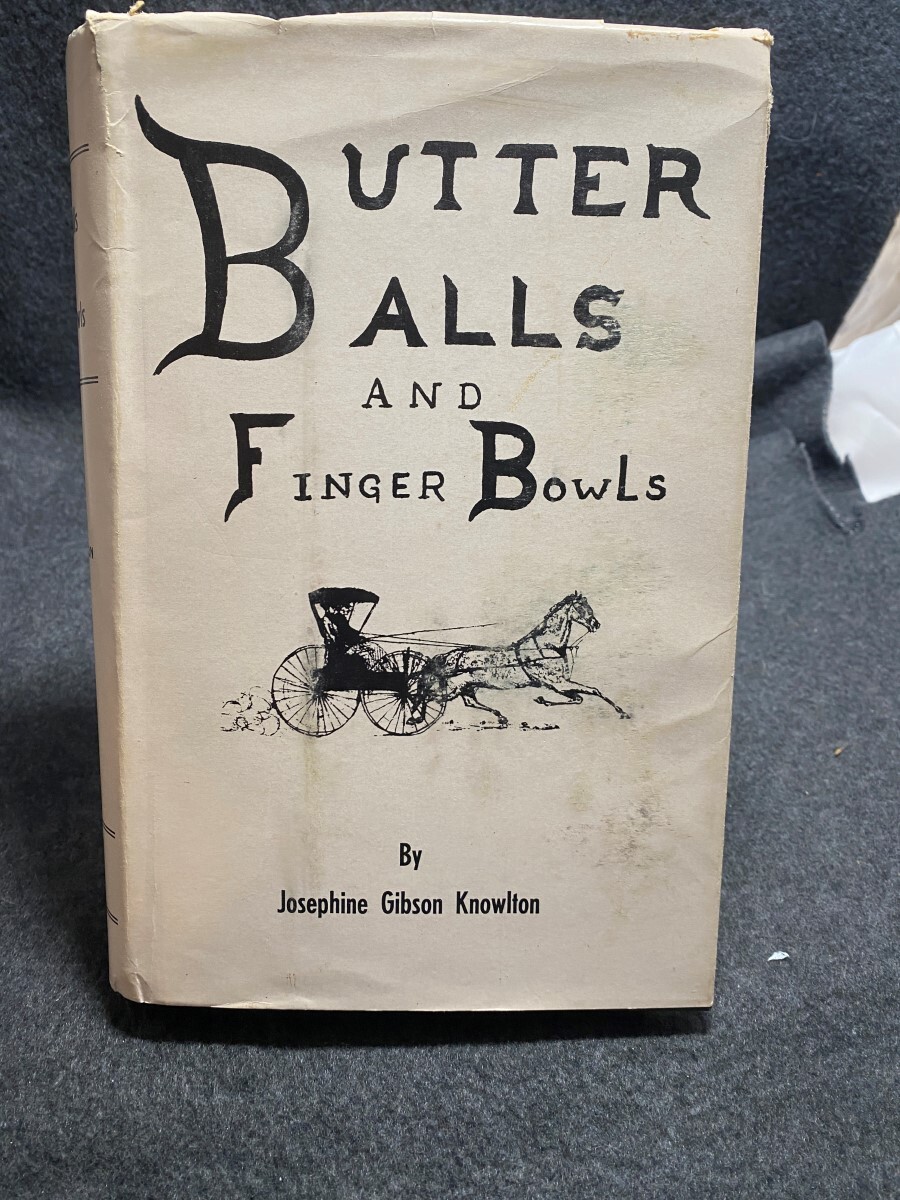 BUTTER
BALLS
AND
FINGER BOWLS
By
Josephine Gibson Knowlton